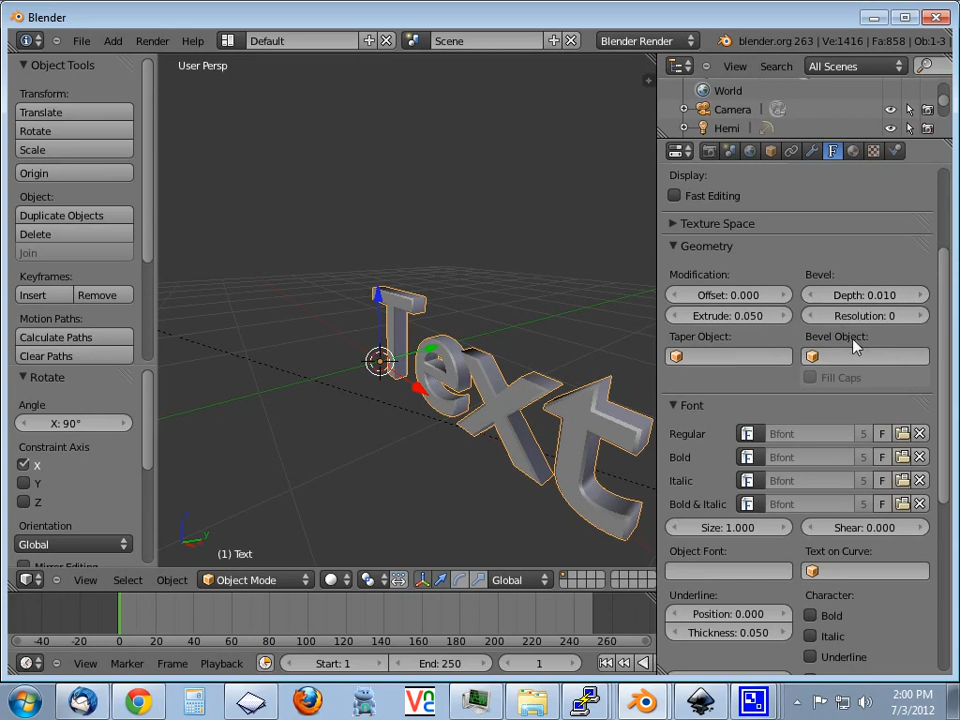 Blender
File Add Render Help Default Scene Blender Render blender.org 263 | Ve:1416 | Fa:858 | Ob:1-3
Object Tools
Transform:
Translate
Rotate
Scale
Origin
Object:
Duplicate Objects
Delete
Join
Keyframes:
Insert Remove
Motion Paths:
Calculate Paths
Clear Paths
Rotate
Angle
X: 90°
Constraint Axis
X
Y
Z
Orientation
Global
User Persp
Text
z
y
(1) Text
View Select Object Object Mode Global
View Search All Scenes
World
Camera
Hemi
F
Display:
Fast Editing
Texture Space
Geometry
Modification: Bevel:
Offset: 0.000 Depth: 0.010
Extrude: 0.050 Resolution: 0
Taper Object: Bevel Object:
Fill Caps
Font
Regular F Bfont 5 F
Bold F Bfont 5 F
Italic F Bfont 5 F
Bold & Italic F Bfont 5 F
Size: 1.000 Shear: 0.000
Object Font: Text on Curve:
Underline: Character:
Position: 0.000 Bold
Thickness: 0.050 Italic
Underline
-40 -20 0 20 40 60 80 100 120 140 160 180 200 220 240 260
View Marker Frame Playback Start: 1 End: 250 1
2:00 PM
7/3/2012